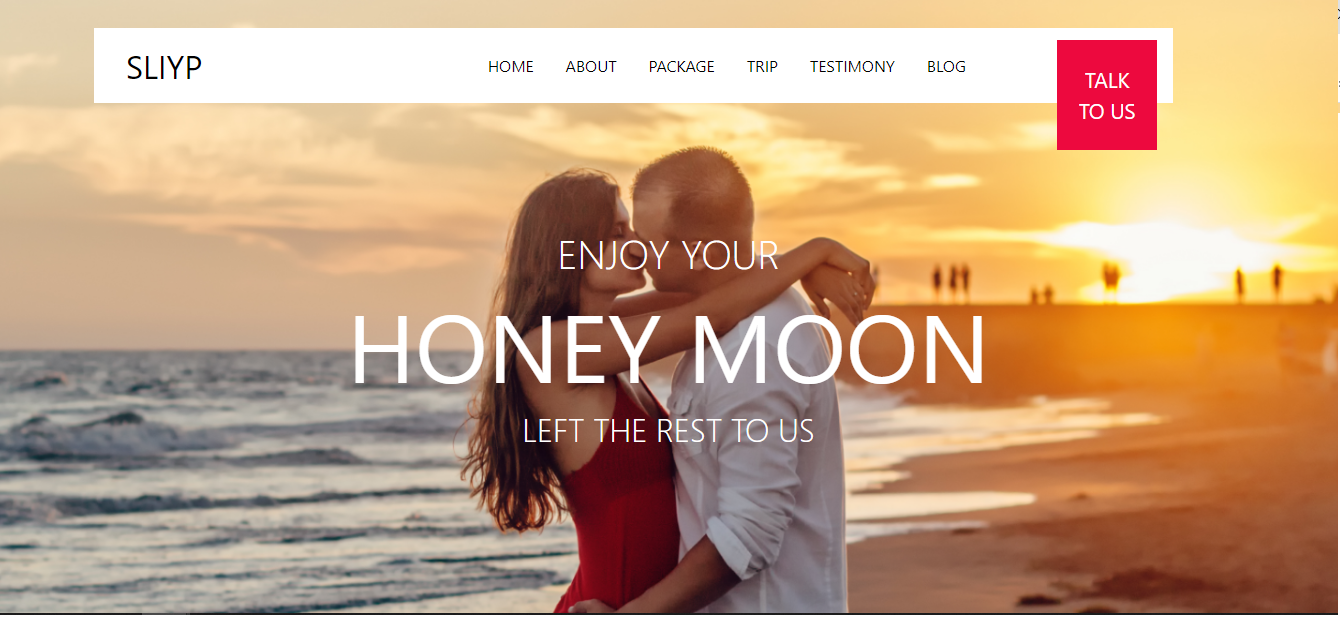 SLIYP
HOME ABOUT PACKAGE TRIP TESTIMONY BLOG
TALK
TO US
ENJOY YOUR
HONEY MOON
LEFT THE REST TO US